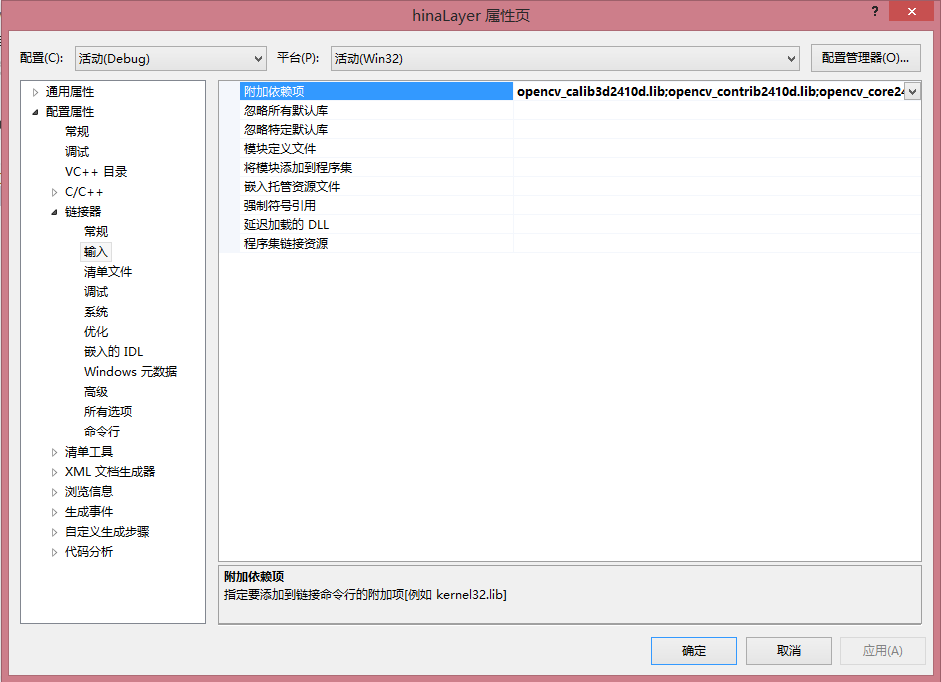 hinaLayer 属性页
?
配置(C): 活动(Debug) 平台(P): 活动(Win32) 配置管理器(O)...
通用属性
配置属性
常规
调试
VC++ 目录
C/C++
链接器
常规
输入
清单文件
调试
系统
优化
嵌入的 IDL
Windows 元数据
高级
所有选项
命令行
清单工具
XML 文档生成器
浏览信息
生成事件
自定义生成步骤
代码分析
附加依赖项 opencv_calib3d2410d.lib;opencv_contrib2410d.lib;opencv_core24
忽略所有默认库
忽略特定默认库
模块定义文件
将模块添加到程序集
嵌入托管资源文件
强制符号引用
延迟加载的 DLL
程序集链接资源
附加依赖项
指定要添加到链接命令行的附加项[例如 kernel32.lib]
确定 取消 应用(A)